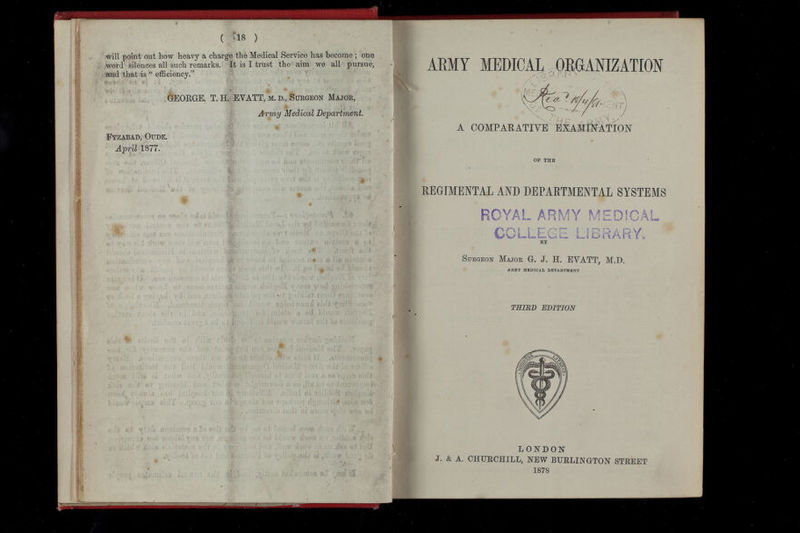 ( 18 )
will point out how heavy a charge the Medical Service has become; one
word silences all such remarks. It is I trust the aim we all pursue,
and that is "efficiency."
GEORGE. T. H. EVATT, M. D., SURGEON MAJOR,
Army Medical Department.
FYZABAD, OUDE.
April 1877.
ARMY MEDICAL ORGANIZATION
A COMPARATIVE EXAMINATION
OF THE
REGIMENTAL AND DEPARTMENTAL SYSTEMS
ROYAL ARMY MEDICAL
COLLEGE LIBRARY.
BY
SURGEON MAJOR G. J. H. EVATT, M.D.
ARMY MEDICAL DEPARTMENT
THIRD EDITION
LONDON
J. & A. CHURCHILL, NEW BURLINGTON STREET
1878